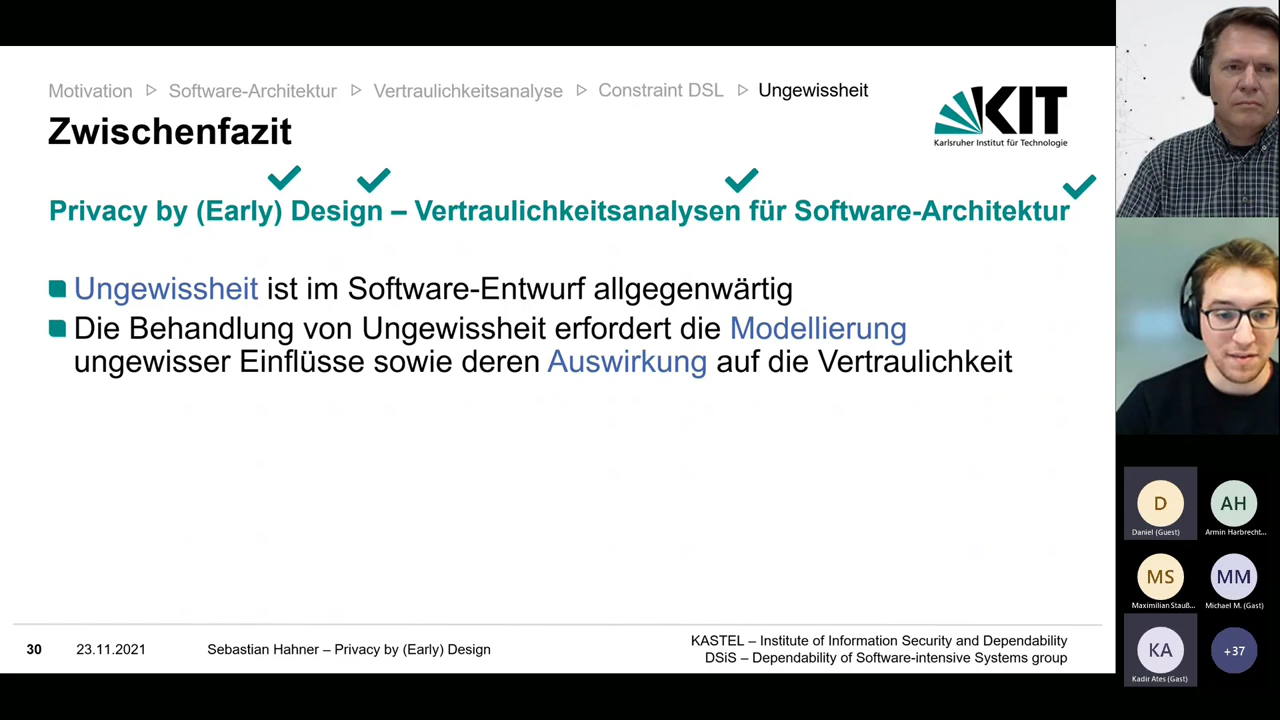 Motivation ▷ Software-Architektur ▷ Vertraulichkeitsanalyse ▷ Constraint DSL ▷ Ungewissheit
Zwischenfazit
KIT
Karlsruher Institut für Technologie
Privacy by (Early) Design – Vertraulichkeitsanalysen für Software-Architektur
Ungewissheit ist im Software-Entwurf allgegenwärtig
Die Behandlung von Ungewissheit erfordert die Modellierung
ungewisser Einflüsse sowie deren Auswirkung auf die Vertraulichkeit
30
23.11.2021
Sebastian Hahner – Privacy by (Early) Design
KASTEL – Institute of Information Security and Dependability
DSiS – Dependability of Software-intensive Systems group
D
Daniel (Guest)
AH
Armin Harbrecht...
MS
Maximilian Stauß...
MM
Michael M. (Gast)
KA
Kadir Ates (Gast)
+37